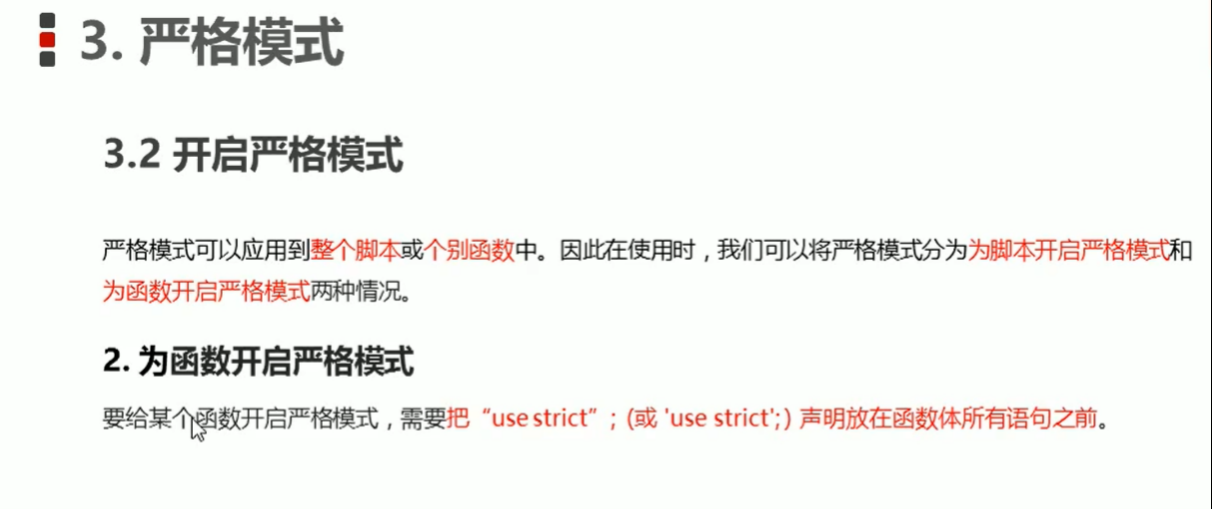 3. 严格模式
3.2 开启严格模式
严格模式可以应用到整个脚本或个别函数中。因此在使用时，我们可以将严格模式分为为脚本开启严格模式和
为函数开启严格模式两种情况。
2. 为函数开启严格模式
要给某个函数开启严格模式，需要把“use strict”；(或 'use strict';) 声明放在函数体所有语句之前。